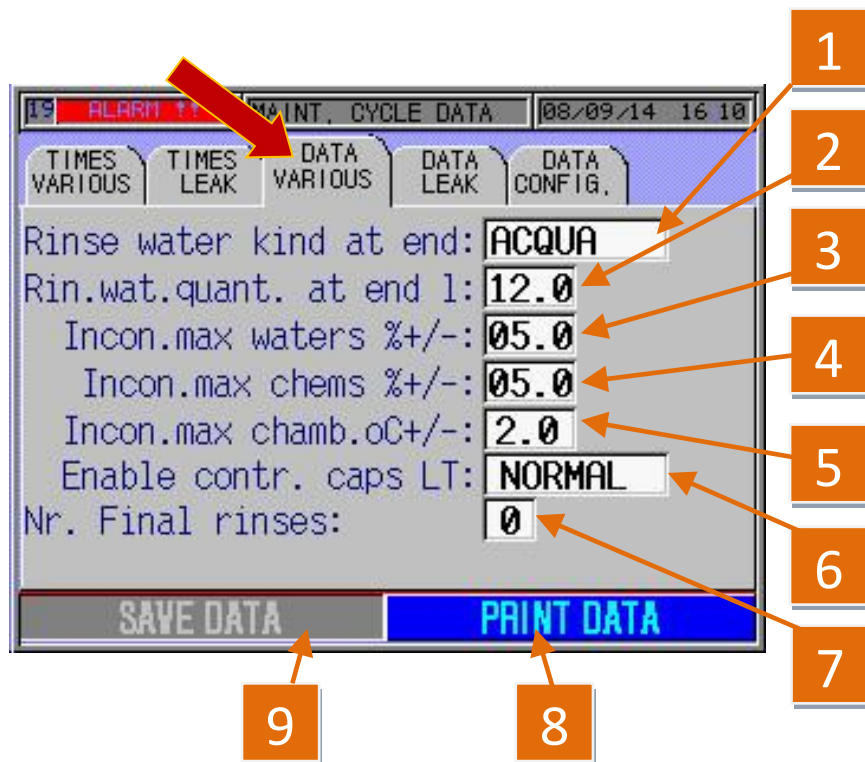 1
19 ALARM !! MAINT. CYCLE DATA 08/09/14 16 10
TIMES VARIOUS
TIMES LEAK
DATA VARIOUS
DATA LEAK
DATA CONFIG.
2
Rinse water kind at end: ACQUA
3
Rin.wat.quant. at end l: 12.0
Incon.max waters %+/-: 05.0
4
Incon.max chems %+/-: 05.0
Incon.max chamb.oC+/-: 2.0
5
Enable contr. caps LT: NORMAL
Nr. Final rinses: 0
6
SAVE DATA
PRINT DATA
7
9
8